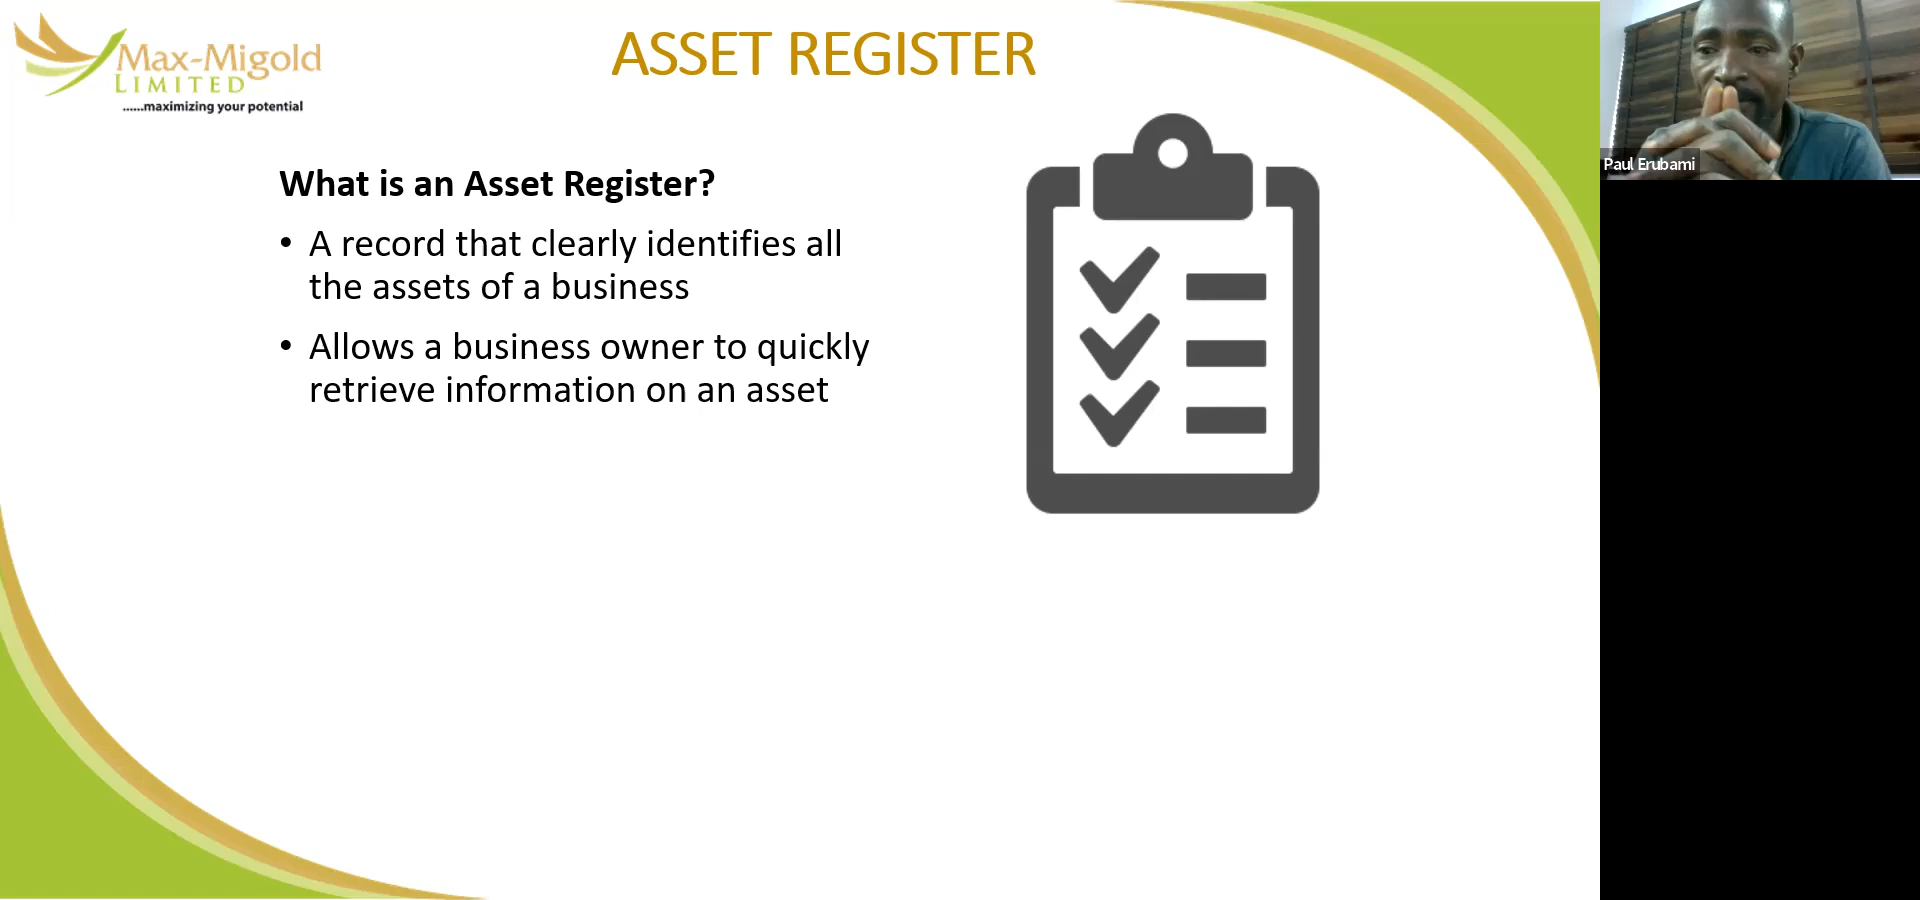 Max-Migold
LIMITED
......maximizing your potential
ASSET REGISTER
What is an Asset Register?
• A record that clearly identifies all
the assets of a business
• Allows a business owner to quickly
retrieve information on an asset
Paul Erubami